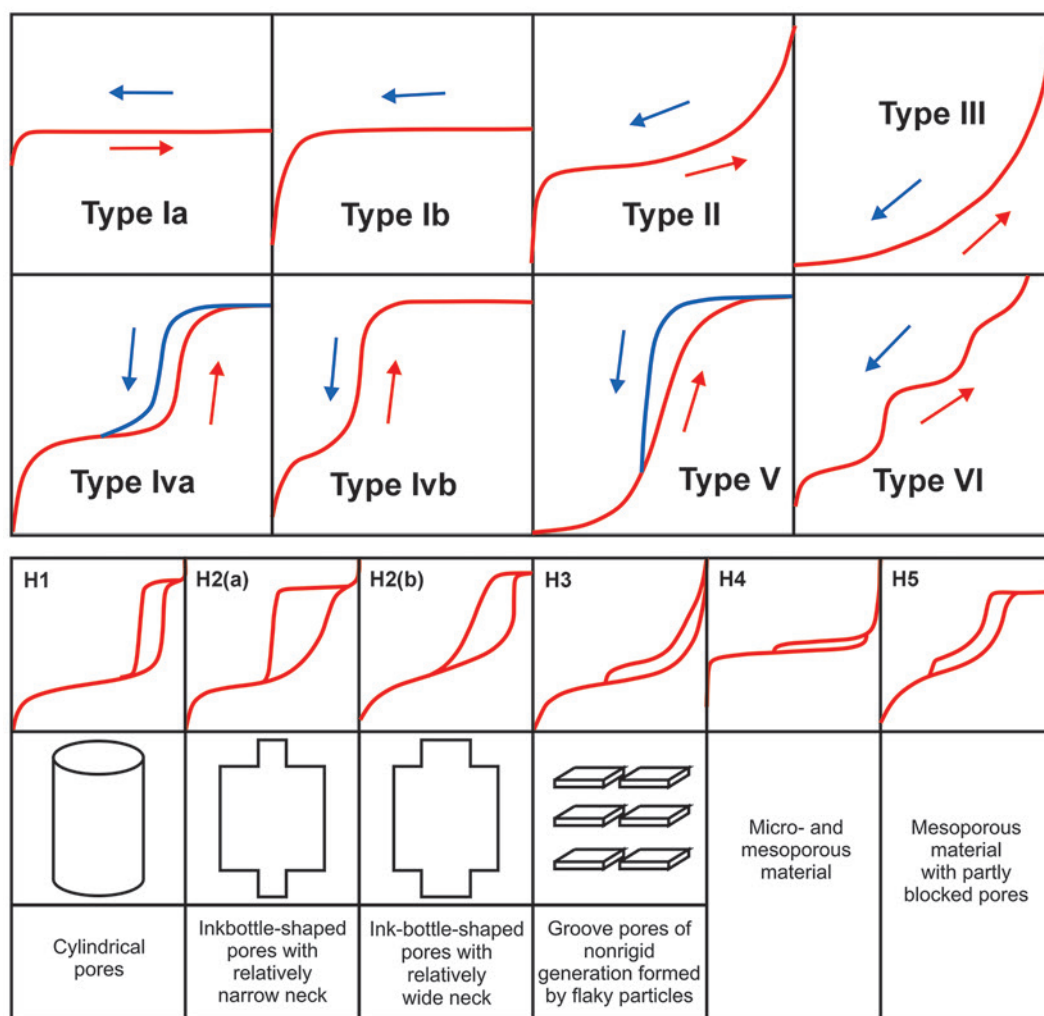 Type Ia
Type Ib
Type II
Type III
Type Iva
Type Ivb
Type V
Type VI
H1
H2(a)
H2(b)
H3
H4
H5
Micro- and
mesoporous
material
Mesoporous
material
with partly
blocked pores
Cylindrical
pores
Inkbottle-shaped
pores with
relatively
narrow neck
Ink-bottle-shaped
pores with
relatively
wide neck
Groove pores of
nonrigid
generation formed
by flaky particles